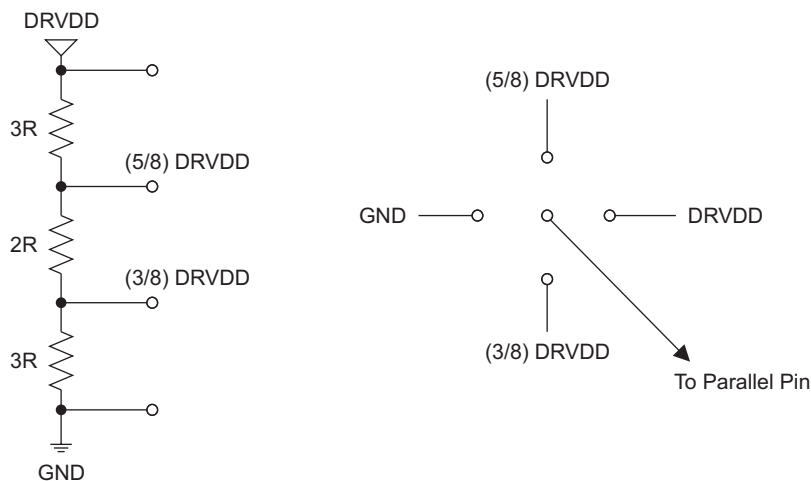 DRVDD
3R
(5/8) DRVDD
2R
(3/8) DRVDD
3R
GND
(5/8) DRVDD
GND
DRVDD
(3/8) DRVDD
To Parallel Pin